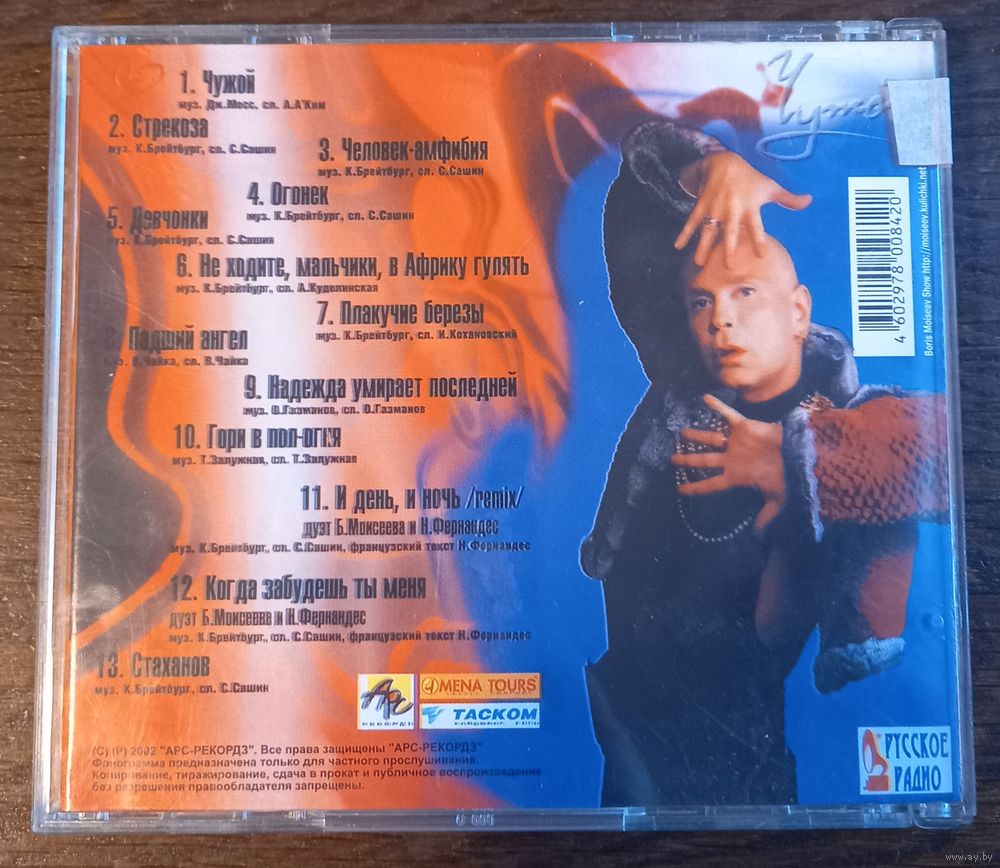 1. Чужой
муз. Дж.Мосс, сл. А.А'Ким
2. Стрекоза
муз. К.Брейтбург, сл. С.Сашин
3. Человек-амфибия
муз. К.Брейтбург, сл. С.Сашин
4. Огонек
муз. К.Брейтбург, сл. С.Сашин
5. Девчонки
муз. К.Брейтбург, сл. С.Сашин
6. Не ходите, мальчики, в Африку гулять
муз. К.Брейтбург, сл. А.Куделинская
7. Плакучие березы
муз. К.Брейтбург, сл. И.Кохановский
Падший ангел
В.Чайка, сл. В.Чайка
9. Надежда умирает последней
муз. О.Газманов, сл. О.Газманов
10. Гори в пол-огня
муз. Т.Залужная, сл. Т.Залужная
11. И день, и ночь /remix/
дуэт Б.Моисеева и Н.Фернандес
муз. К.Брейтбург, сл. С.Сашин, французский текст Н.Фернандес
12. Когда забудешь ты меня
дуэт Б.Моисеева и Н.Фернандес
муз. К.Брейтбург, сл. С.Сашин, французский текст Н.Фернандес
13. Стаханов
муз. К.Брейтбург, сл. С.Сашин
АРС
РЕКОРДЗ
MENA TOURS
ТАСКОМ
(C) (P) 2002 "АРС-РЕКОРДЗ". Все права защищены "АРС-РЕКОРДЗ"
Фонограмма предназначена только для частного прослушивания.
Копирование, тиражирование, сдача в прокат и публичное воспроизведение
без разрешения правообладателя запрещены.
4 602978 008420
Boris Moiseev Show http://moiseev.kulichki.net
РУССКОЕ
РАДИО
www.ay.by